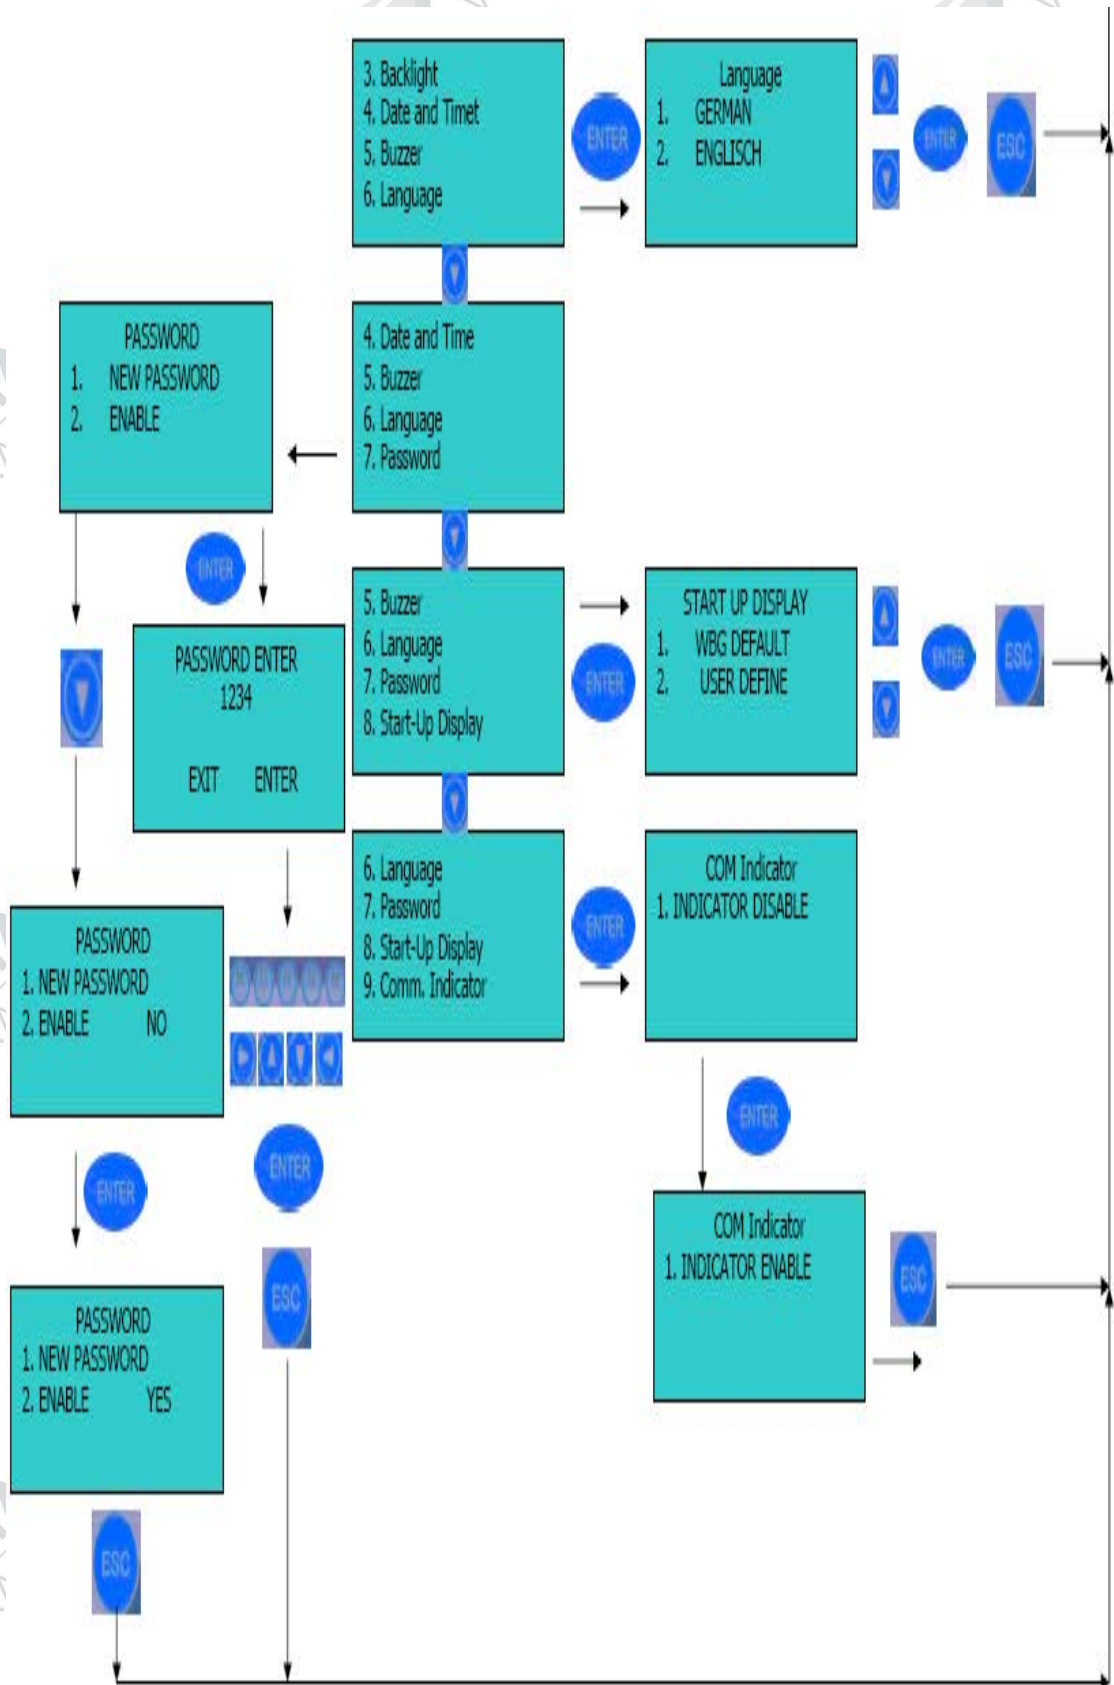 3. Backlight
4. Date and Timet
5. Buzzer
6. Language
ENTER
Language
1. GERMAN
2. ENGLISCH
ENTER
ESC
PASSWORD
1. NEW PASSWORD
2. ENABLE
4. Date and Time
5. Buzzer
6. Language
7. Password
ENTER
PASSWORD ENTER
1234
EXIT ENTER
5. Buzzer
6. Language
7. Password
8. Start-Up Display
ENTER
START UP DISPLAY
1. WBG DEFAULT
2. USER DEFINE
ENTER
ESC
6. Language
7. Password
8. Start-Up Display
9. Comm. Indicator
ENTER
COM Indicator
1. INDICATOR DISABLE
PASSWORD
1. NEW PASSWORD
2. ENABLE NO
ENTER
ENTER
ENTER
ESC
COM Indicator
1. INDICATOR ENABLE
ESC
PASSWORD
1. NEW PASSWORD
2. ENABLE YES
ESC